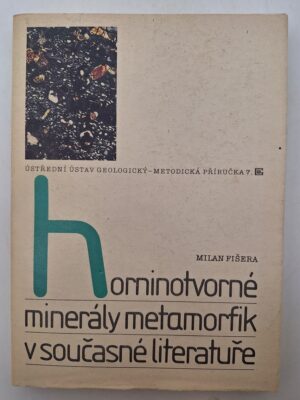 ÚSTŘEDNÍ ÚSTAV GEOLOGICKÝ–METODICKÁ PŘÍRUČKA 7.
MILAN FIŠERA
horninotvorné
minerály metamorfik
v současné literatuře